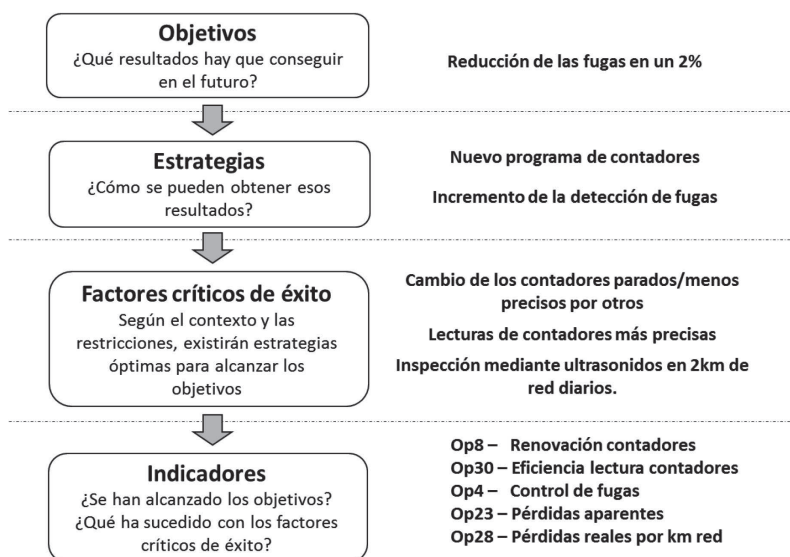 Objetivos
¿Qué resultados hay que conseguir
en el futuro?
Reducción de las fugas en un 2%
Estrategias
¿Cómo se pueden obtener esos
resultados?
Nuevo programa de contadores
Incremento de la detección de fugas
Factores críticos de éxito
Según el contexto y las
restricciones, existirán estrategias
óptimas para alcanzar los
objetivos
Cambio de los contadores parados/menos
precisos por otros
Lecturas de contadores más precisas
Inspección mediante ultrasonidos en 2km de
red diarios.
Indicadores
¿Se han alcanzado los objetivos?
¿Qué ha sucedido con los factores
críticos de éxito?
Op8 – Renovación contadores
Op30 – Eficiencia lectura contadores
Op4 – Control de fugas
Op23 – Pérdidas aparentes
Op28 – Pérdidas reales por km red